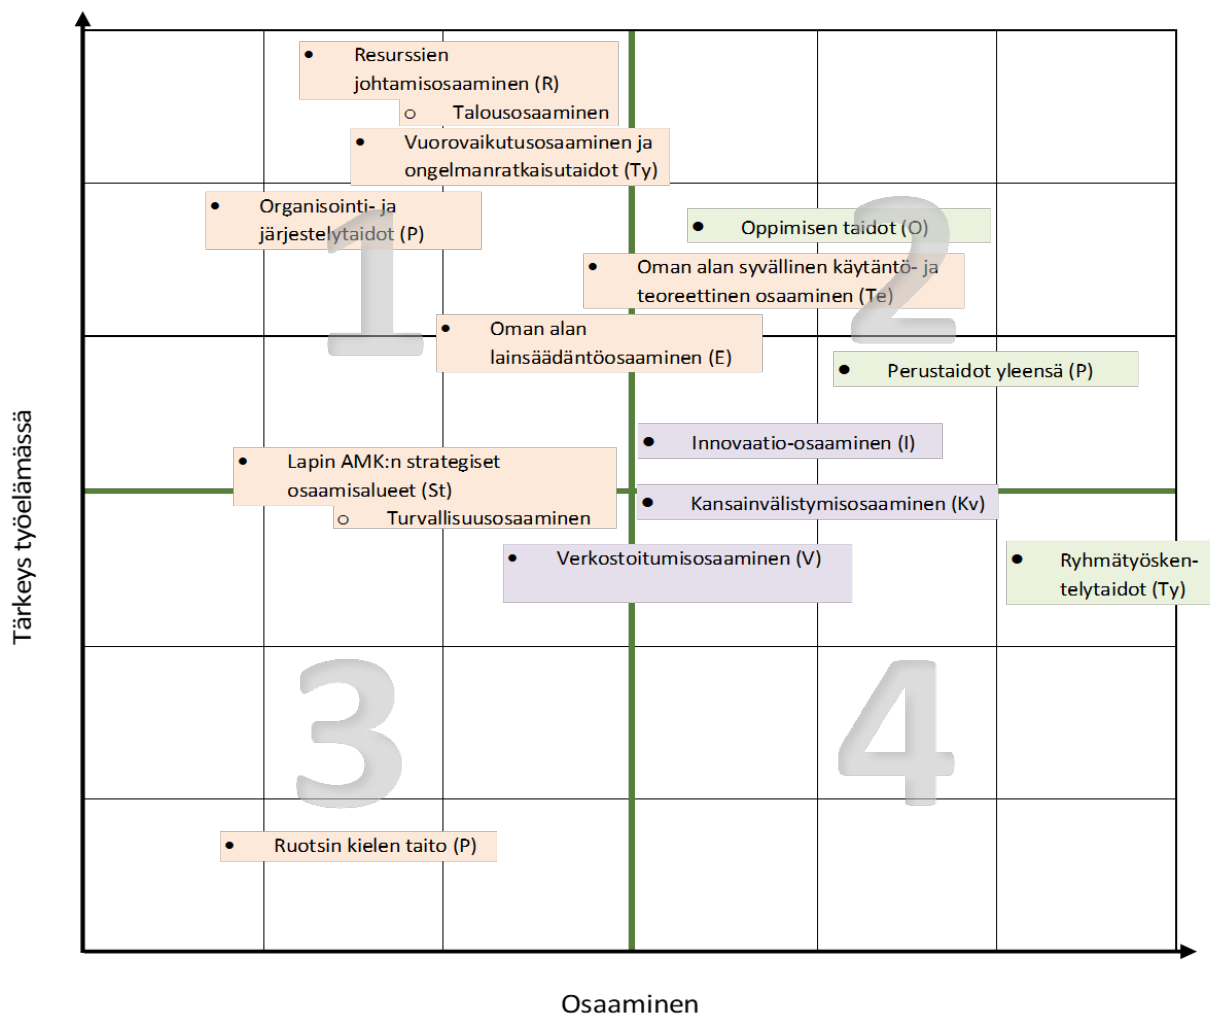 Resurssien
johtamisosaaminen (R)
Talousosaaminen
Vuorovaikutusosaaminen ja
ongelmanratkaisutaidot (Ty)
Organisointi- ja
järjestelytaidot (P)
1
2
Oppimisen taidot (O)
Oman alan syvällinen käytäntö- ja
teoreettinen osaaminen (Te)
Oman alan
lainsäädäntöosaaminen (E)
Perustaidot yleensä (P)
Innovaatio-osaaminen (I)
Lapin AMK:n strategiset
osaamisalueet (St)
Turvallisuusosaaminen
Kansainvälistymisosaaminen (Kv)
Verkostoitumisosaaminen (V)
Ryhmätyösken-
telytaidot (Ty)
3
4
Ruotsin kielen taito (P)
Tärkeys työelämässä
Osaaminen